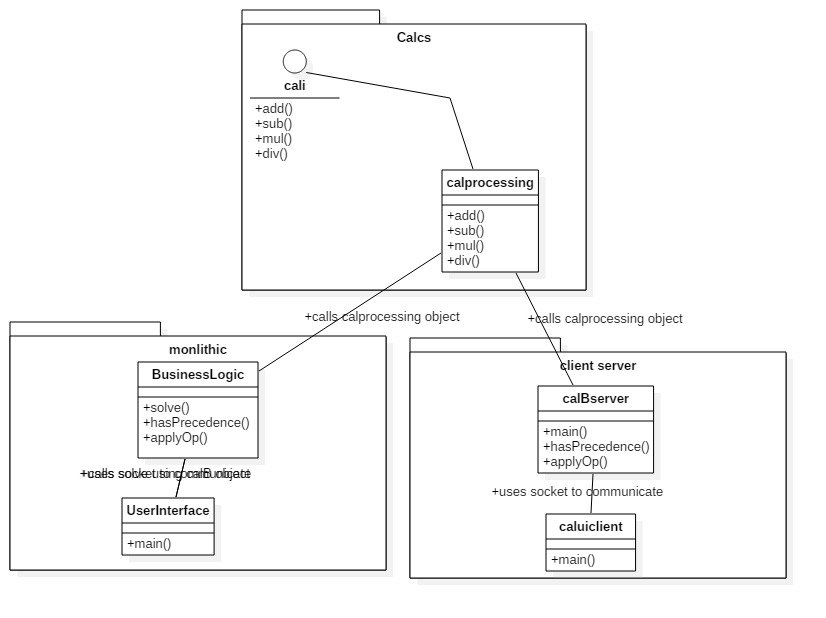 Calcs
cali
+add()
+sub()
+mul()
+div()
calprocessing
+add()
+sub()
+mul()
+div()
+calls calprocessing object
+calls calprocessing object
monlithic
BusinessLogic
+solve()
+hasPrecedence()
+applyOp()
UserInterface
+main()
client server
calBserver
+main()
+hasPrecedence()
+applyOp()
+uses socket to communicate
caluiclient
+main()